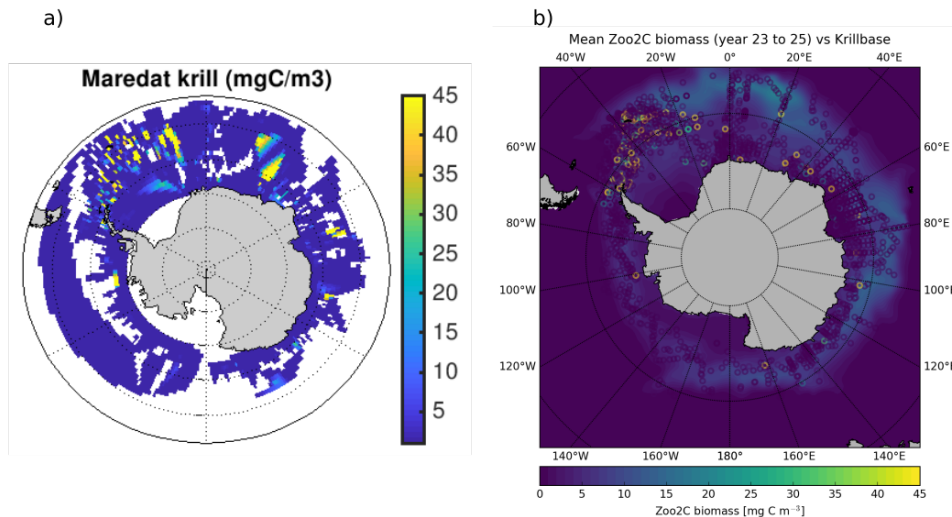 a)
Maredat krill (mgC/m3)
45
40
35
30
25
20
15
10
5
b)
Mean Zoo2C biomass (year 23 to 25) vs Krillbase
40°W 20°W 0°E 20°E 40°E
60°W 60°E
80°W 80°E
100°W 100°E
120°W 120°E
140°W 160°W 180°W 160°E 140°E
0 5 10 15 20 25 30 35 40 45
Zoo2C biomass [mg C m⁻³]